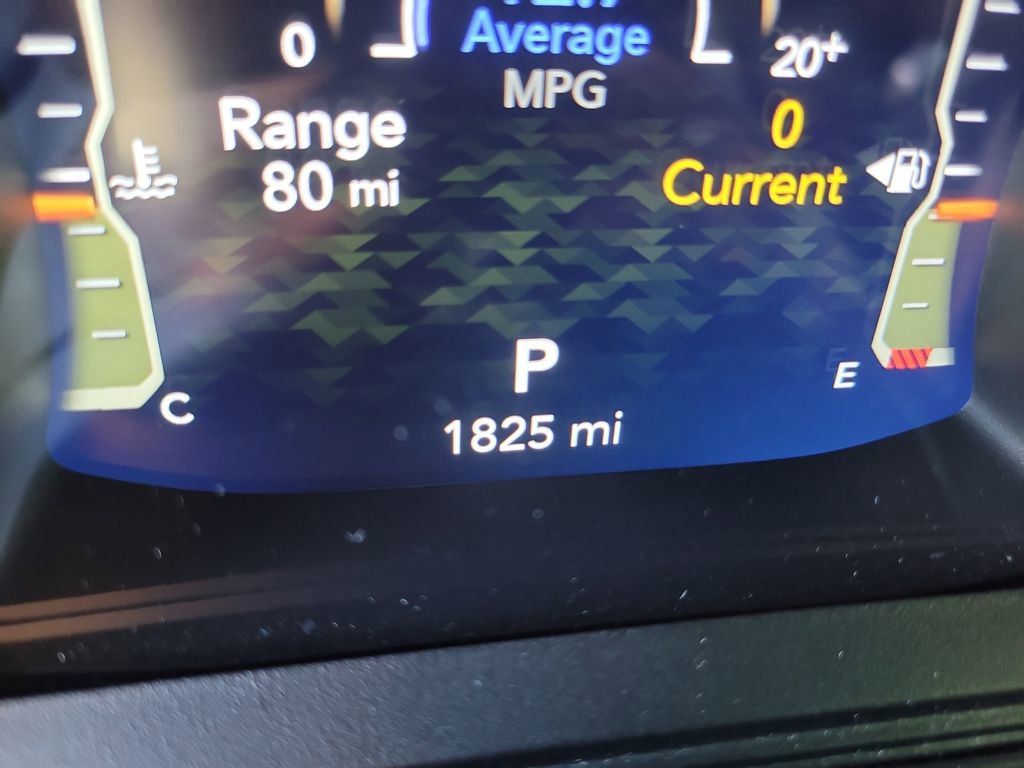 0
Average
20+
MPG
Range
0
80 mi
Current
P
E
C
1825 mi